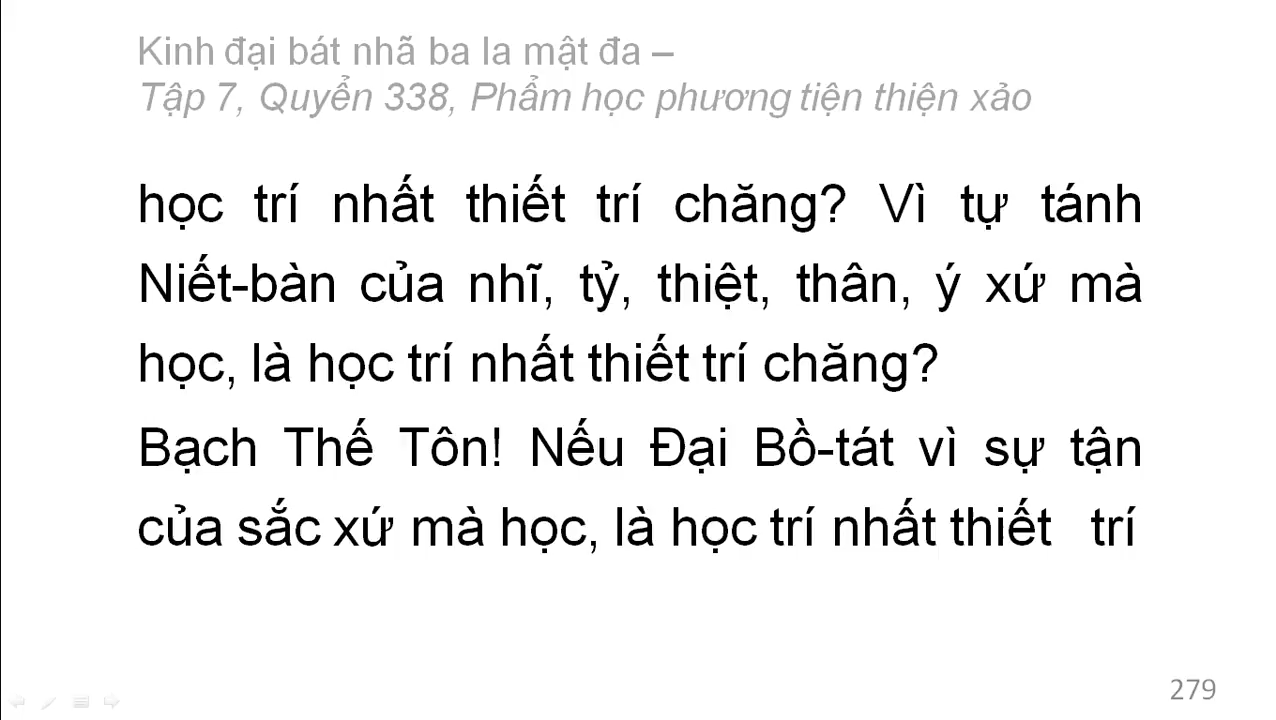 Kinh đại bát nhã ba la mật đa –
Tập 7, Quyển 338, Phẩm học phương tiện thiện xảo
học trí nhất thiết trí chăng? Vì tự tánh
Niết-bàn của nhĩ, tỷ, thiệt, thân, ý xứ mà
học, là học trí nhất thiết trí chăng?
Bạch Thế Tôn! Nếu Đại Bồ-tát vì sự tận
của sắc xứ mà học, là học trí nhất thiết trí
279